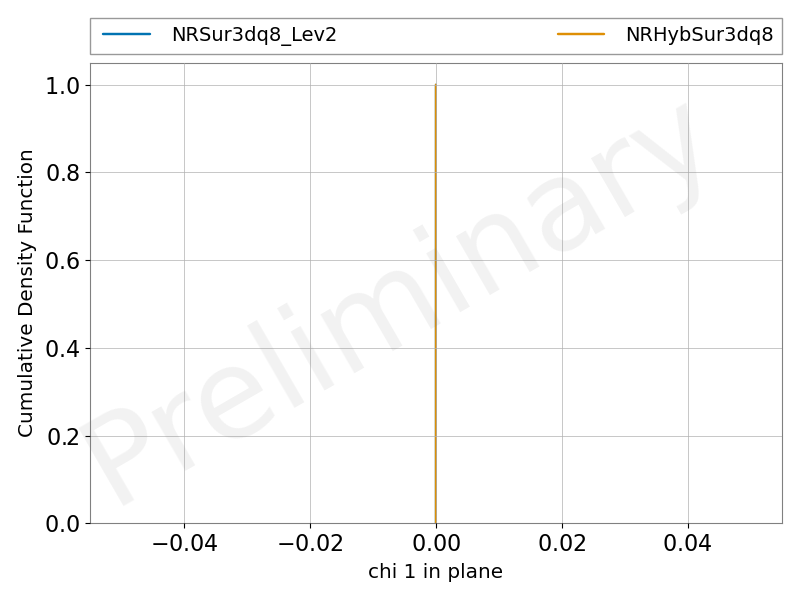 NRSur3dq8_Lev2 NRHybSur3dq8
1.0
0.8
0.6
0.4
0.2
0.0
Cumulative Density Function
Preliminary
−0.04 −0.02 0.00 0.02 0.04
chi 1 in plane